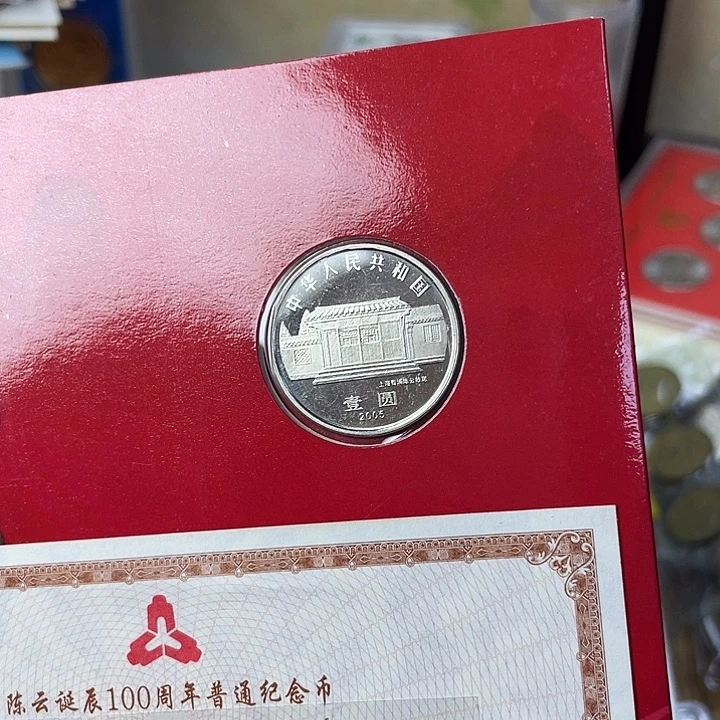 中华人民共和国
上海青浦陈云故居
壹圆
2005
陈云诞辰100周年普通纪念币